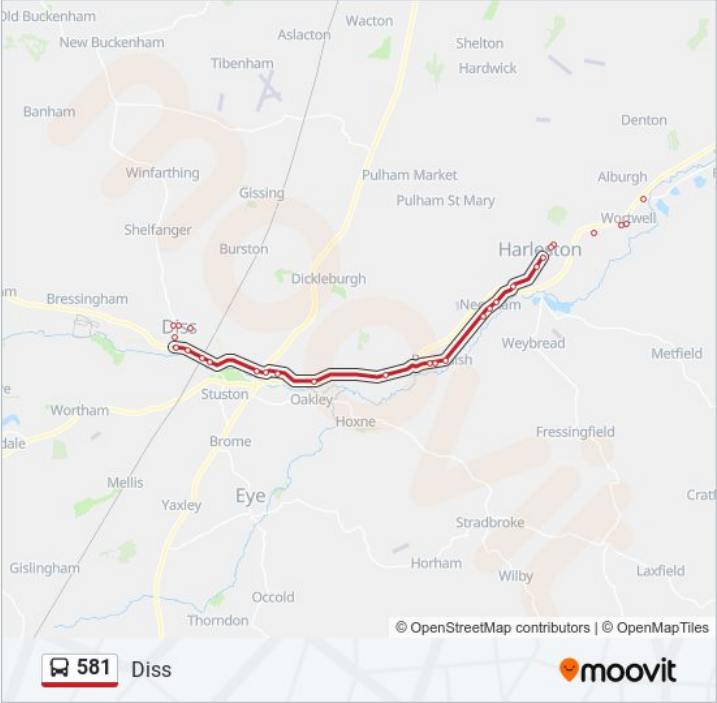 Old Buckenham
Wacton
Aslacton
New Buckenham
Shelton
Tibenham
Hardwick
Banham
Denton
Winfarthing
Pulham Market
Alburgh
Gissing
Pulham St Mary
Wortwell
Shelfanger
Burston
Harleston
Dickleburgh
Bressingham
Diss
Weybread
Metfield
Stuston
Oakley
Wortham
Hoxne
Brome
Fressingfield
Mellis
Eye
Yaxley
Stradbroke
Horham
Gislingham
Wilby
Laxfield
Occold
Thorndon
© OpenStreetMap contributors | © OpenMapTiles
581 Diss
moovit